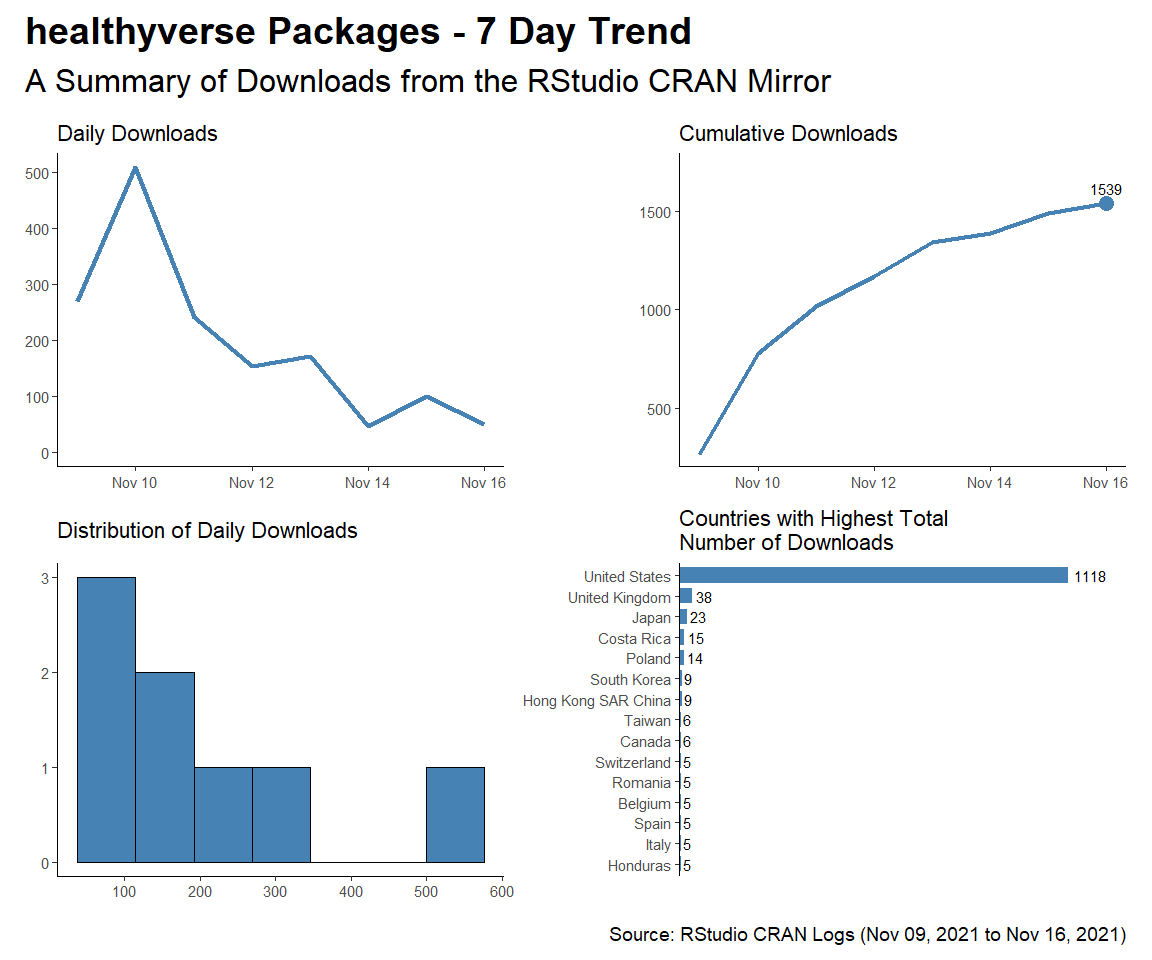 healthyverse Packages - 7 Day Trend
A Summary of Downloads from the RStudio CRAN Mirror
Daily Downloads
500
400
300
200
100
0
Nov 10 Nov 12 Nov 14 Nov 16
Cumulative Downloads
1539
1500
1000
500
Nov 10 Nov 12 Nov 14 Nov 16
Distribution of Daily Downloads
3
2
1
0
100 200 300 400 500 600
Countries with Highest Total
Number of Downloads
United States 1118
United Kingdom 38
Japan 23
Costa Rica 15
Poland 14
South Korea 9
Hong Kong SAR China 9
Taiwan 6
Canada 6
Switzerland 5
Romania 5
Belgium 5
Spain 5
Italy 5
Honduras 5
Source: RStudio CRAN Logs (Nov 09, 2021 to Nov 16, 2021)